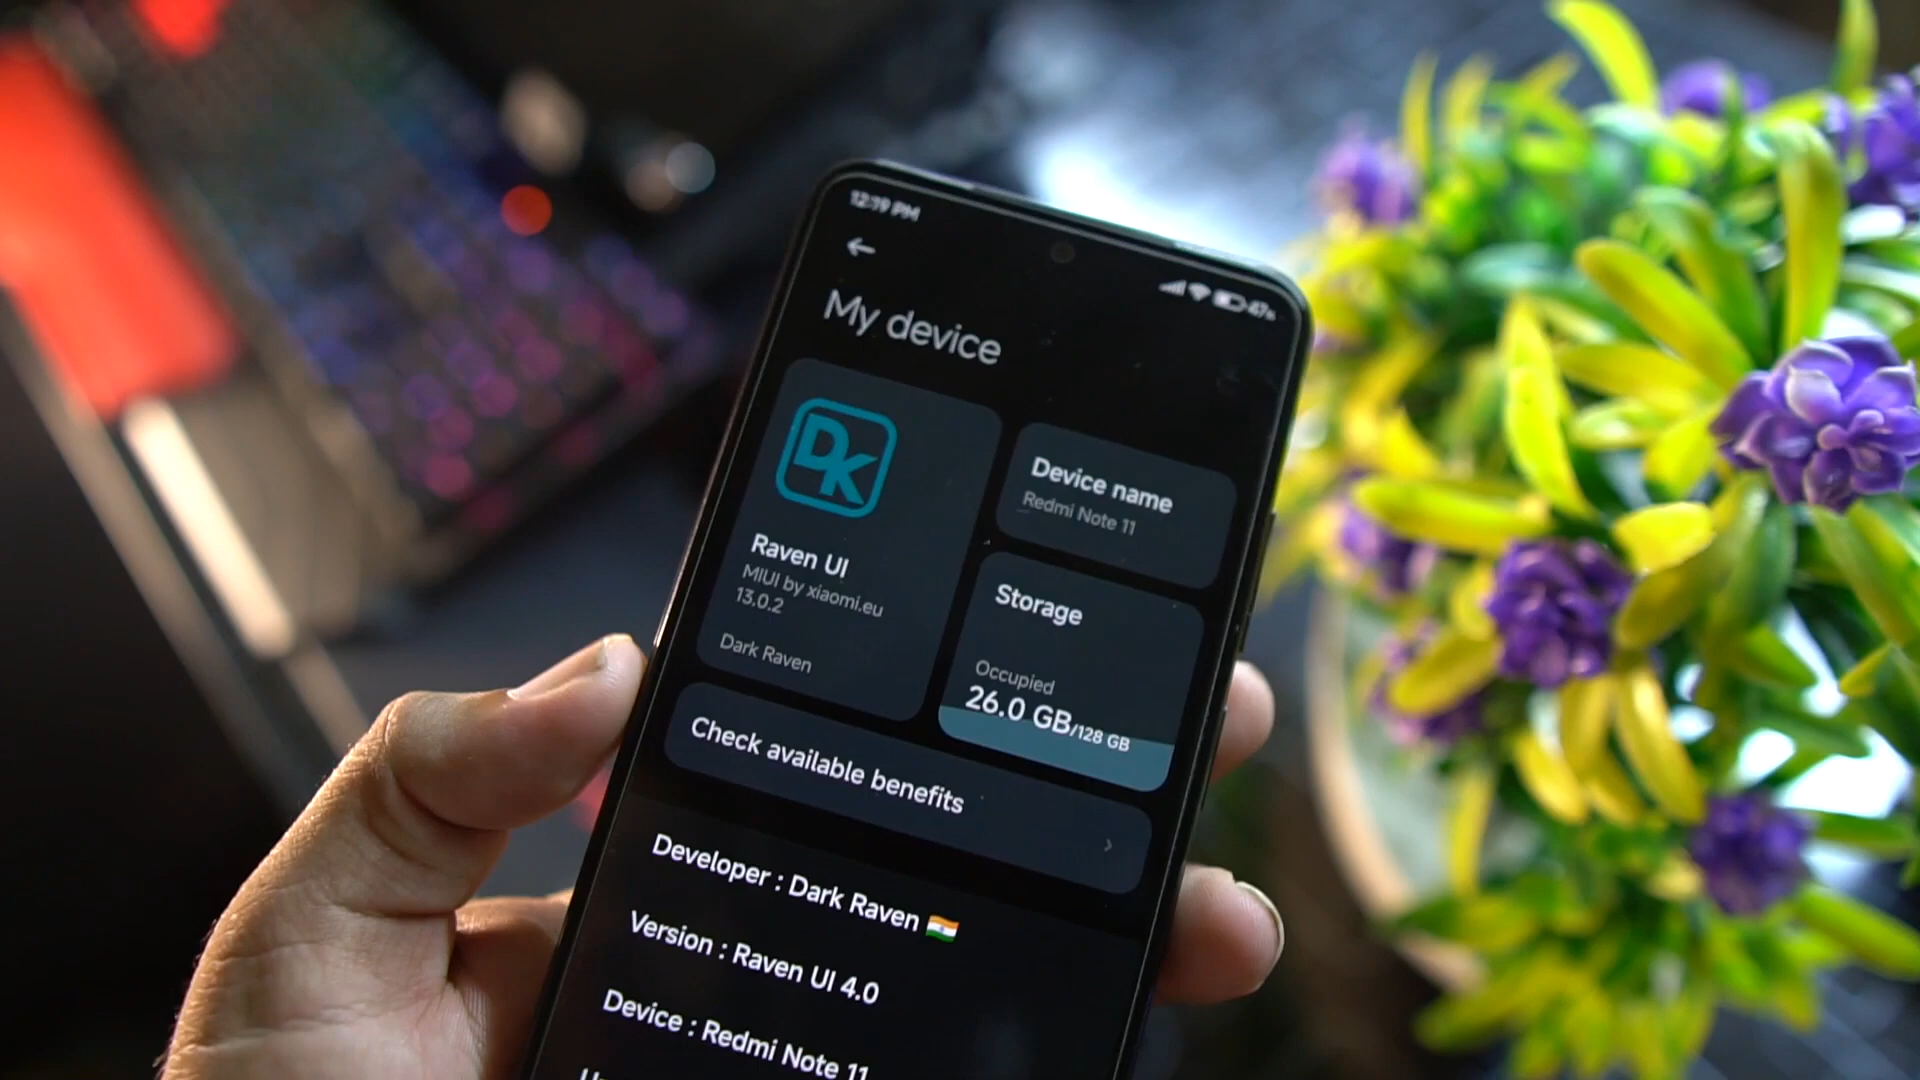 12:19 PM
47%
My device
DK
Raven UI
MIUI by xiaomi.eu
13.0.2
Dark Raven
Device name
Redmi Note 11
Storage
Occupied
26.0 GB/128 GB
Check available benefits
Developer : Dark Raven 🇮🇳
Version : Raven UI 4.0
Device : Redmi Note 11